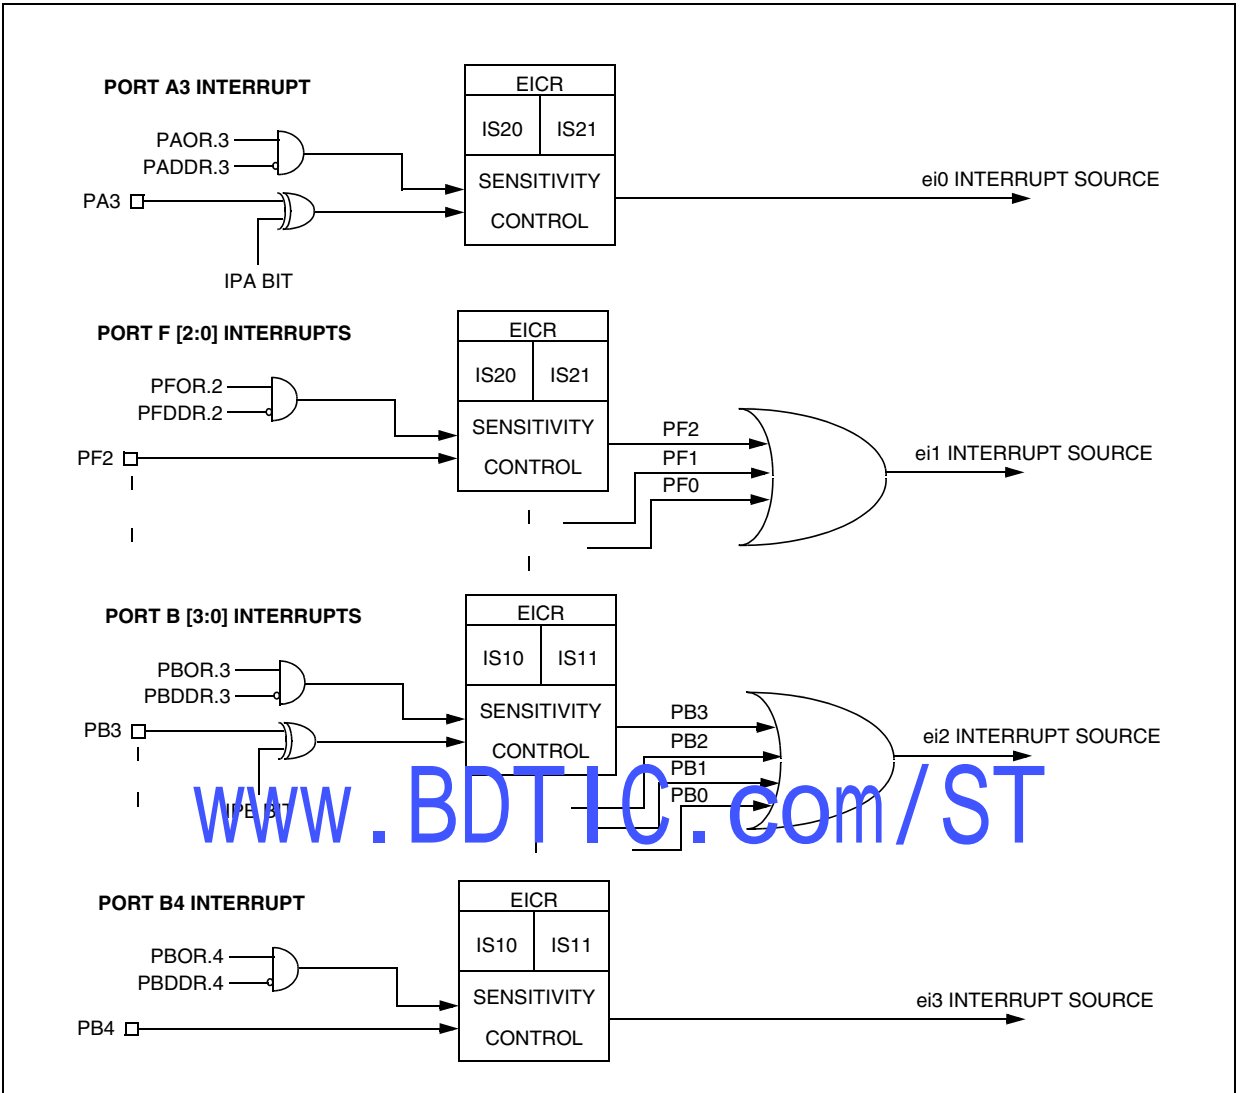 PORT A3 INTERRUPT
EICR
IS20 IS21
PAOR.3
PADDR.3
SENSITIVITY
CONTROL
PA3
ei0 INTERRUPT SOURCE
IPA BIT
PORT F [2:0] INTERRUPTS
EICR
IS20 IS21
PFOR.2
PFDDR.2
SENSITIVITY
CONTROL
PF2
PF2
PF1
PF0
ei1 INTERRUPT SOURCE
PORT B [3:0] INTERRUPTS
EICR
IS10 IS11
PBOR.3
PBDDR.3
SENSITIVITY
CONTROL
PB3
PB3
PB2
PB1
PB0
ei2 INTERRUPT SOURCE
IPB BIT
www.BDTIC.com/ST
PORT B4 INTERRUPT
EICR
IS10 IS11
PBOR.4
PBDDR.4
SENSITIVITY
CONTROL
PB4
ei3 INTERRUPT SOURCE